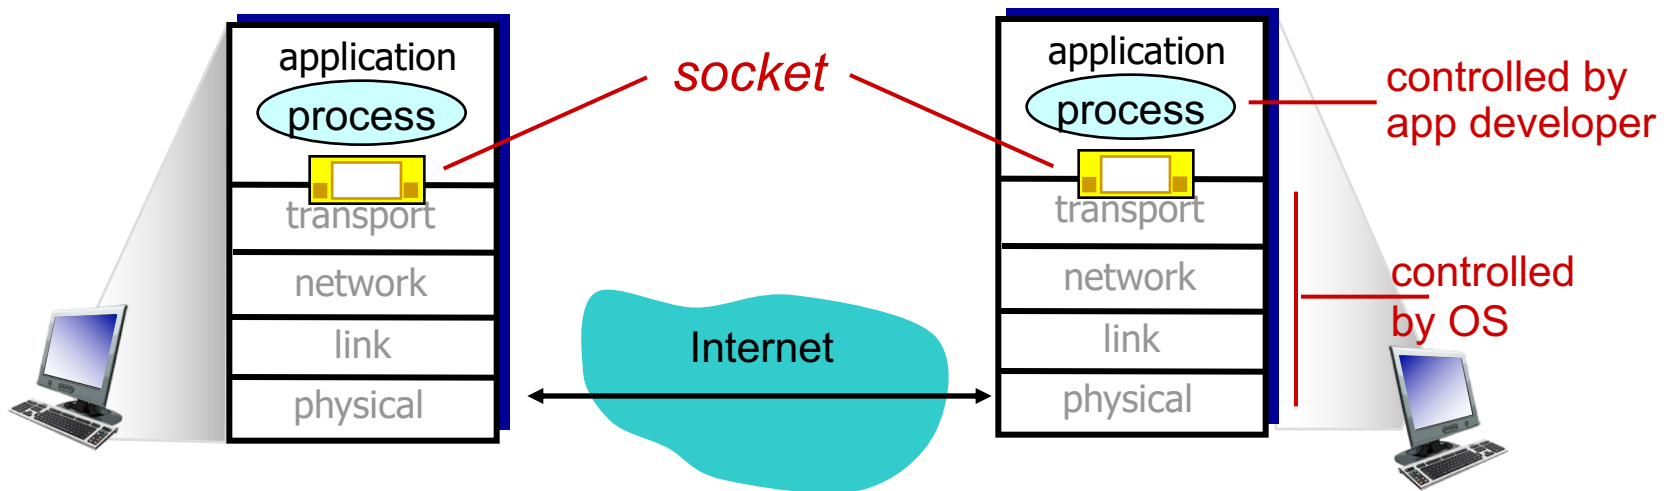 application
process
transport
network
link
physical
socket
Internet
application
process
transport
network
link
physical
controlled by
app developer
controlled
by OS